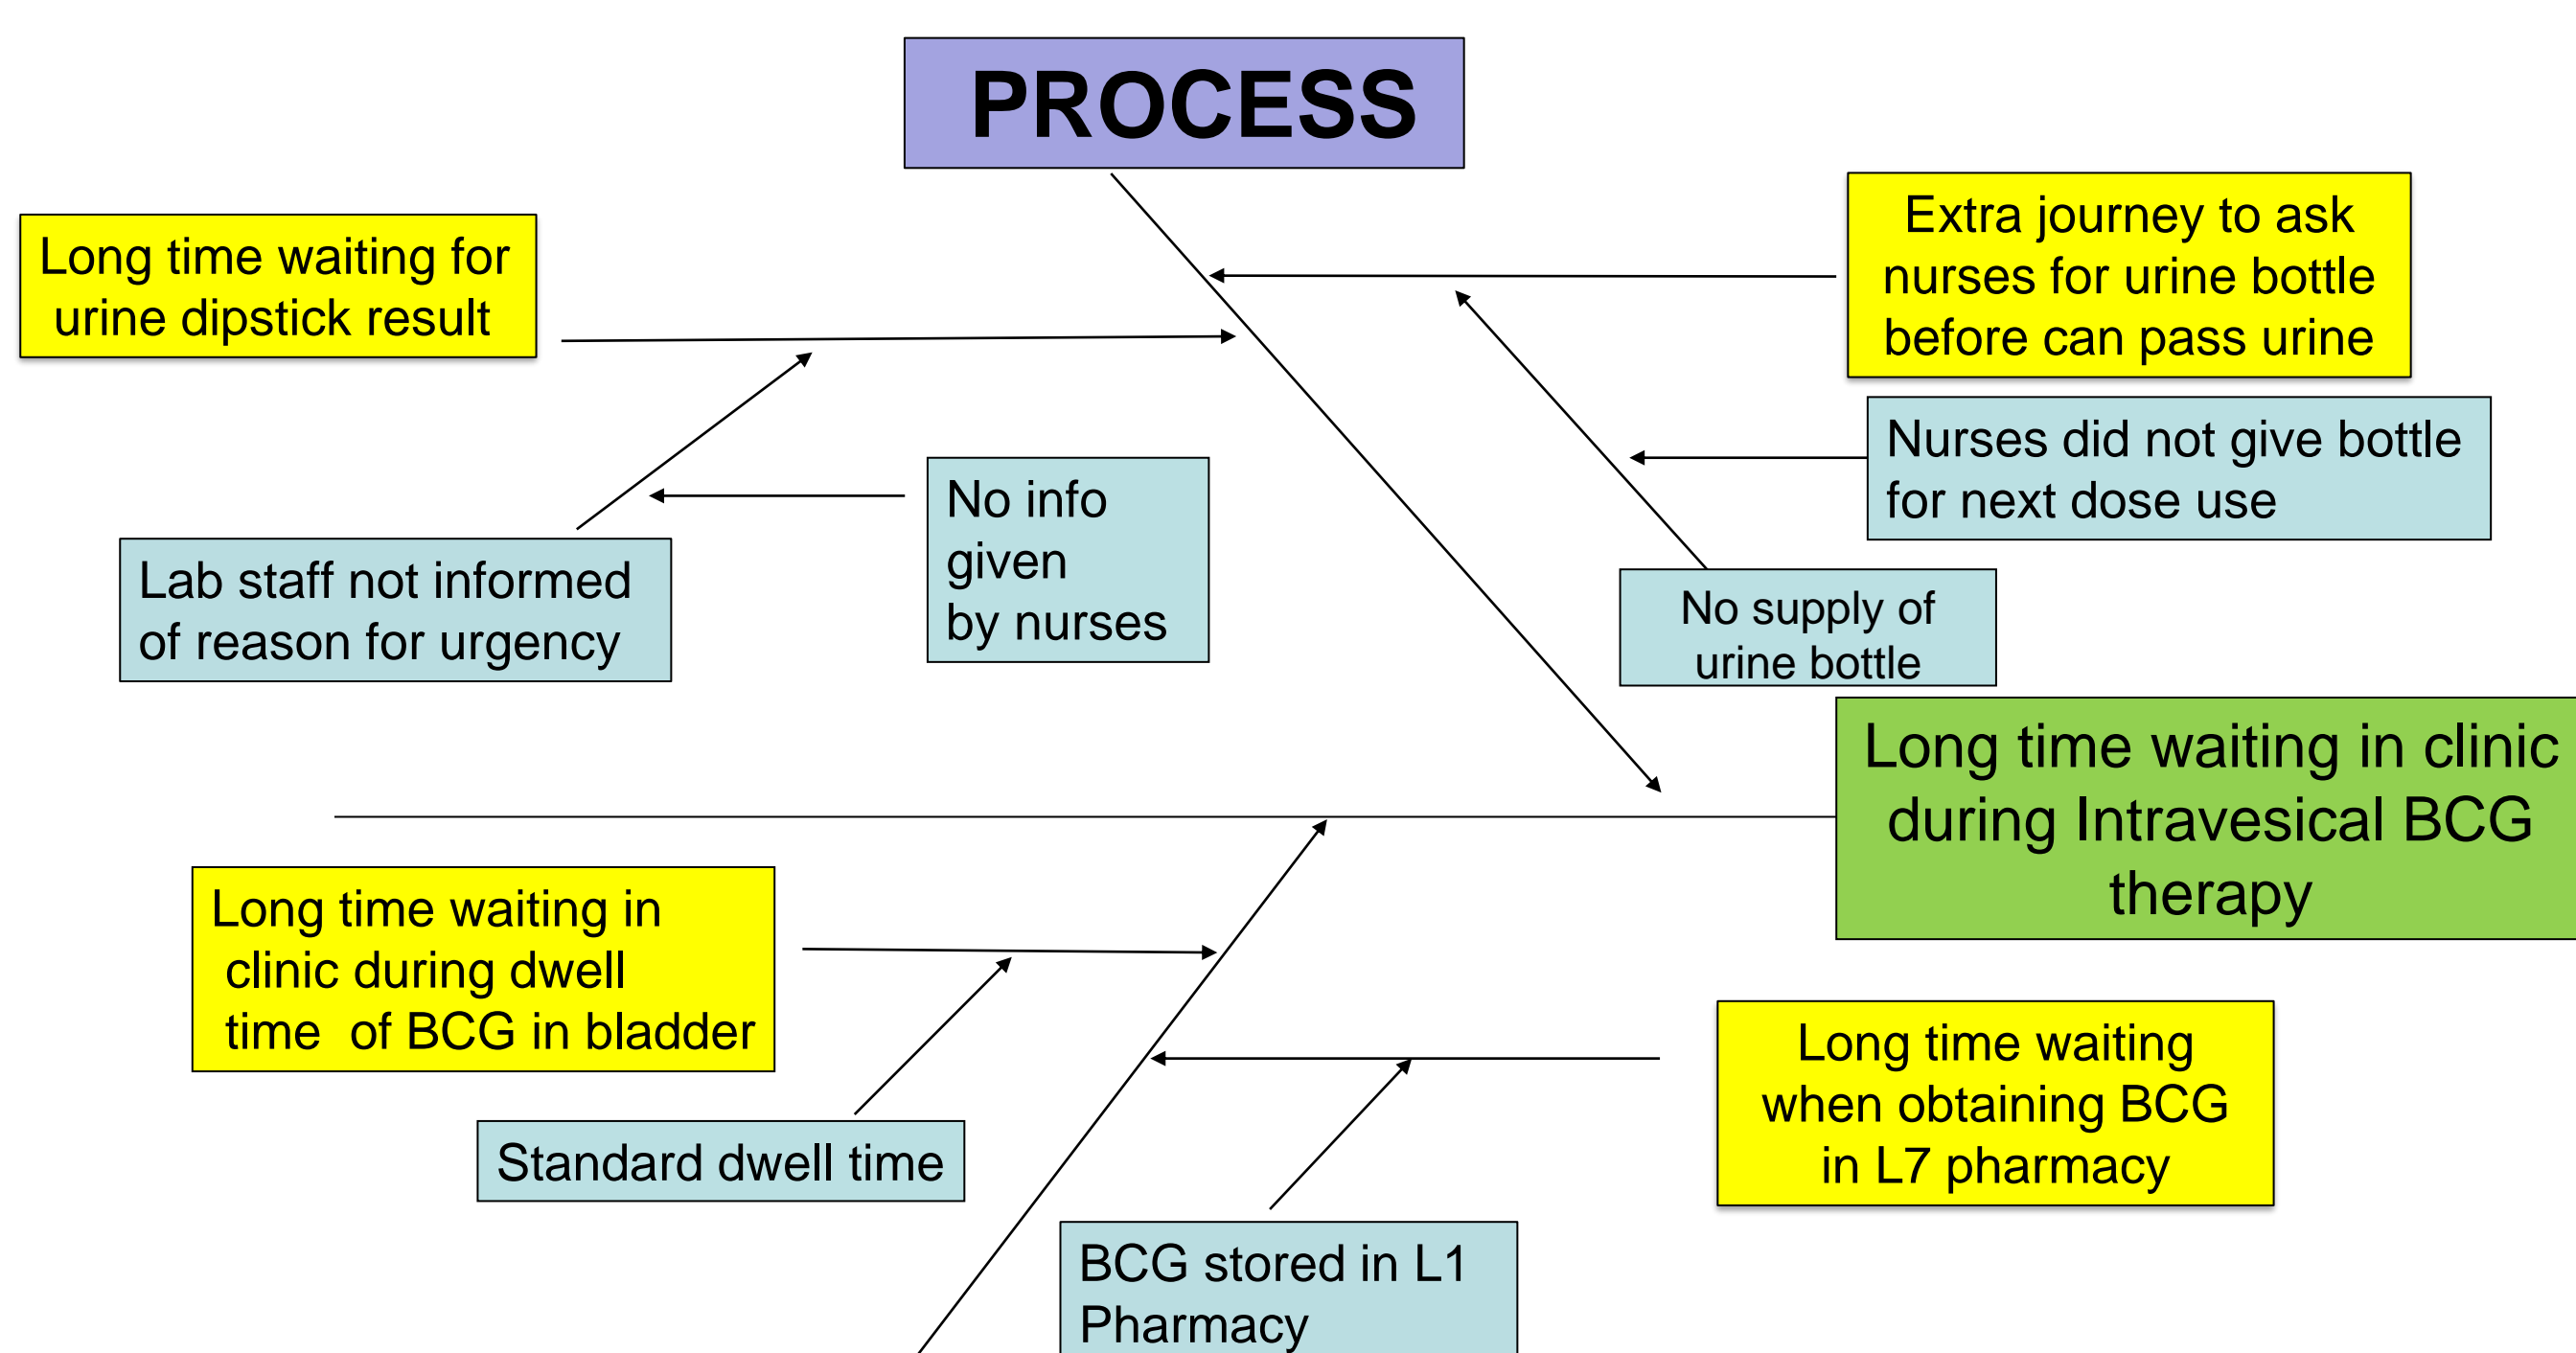 PROCESS
Long time waiting for
urine dipstick result
Extra journey to ask
nurses for urine bottle
before can pass urine
Nurses did not give bottle
for next dose use
No info
given
by nurses
Lab staff not informed
of reason for urgency
No supply of
urine bottle
Long time waiting in clinic
during Intravesical BCG
therapy
Long time waiting in
clinic during dwell
time of BCG in bladder
Long time waiting
when obtaining BCG
in L7 pharmacy
Standard dwell time
BCG stored in L1
Pharmacy